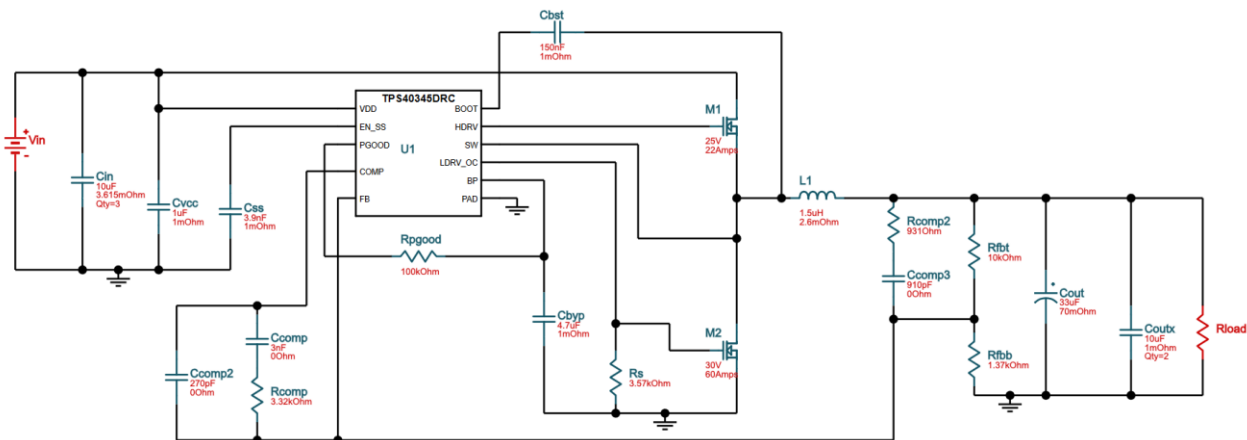 Cbst
150nF
1mOhm
TPS40345DRC
VDD
BOOT
EN_SS
HDRV
PGOOD
SW
U1
LDRV_OC
COMP
BP
FB
PAD
M1
25V
22Amps
+
Vin
-
Cin
10uF
3.615mOhm
Qty=3
Cvcc
1uF
1mOhm
Css
3.9nF
1mOhm
L1
1.5uH
2.6mOhm
Rcomp2
931Ohm
Rfbt
10kOhm
Rpgood
100kOhm
Ccomp3
910pF
0Ohm
+
Cout
33uF
70mOhm
Coutx
10uF
1mOhm
Qty=2
Rload
Cbyp
4.7uF
1mOhm
M2
30V
60Amps
Ccomp
3nF
0Ohm
Rfbb
1.37kOhm
Rs
3.57kOhm
Ccomp2
270pF
0Ohm
Rcomp
3.32kOhm